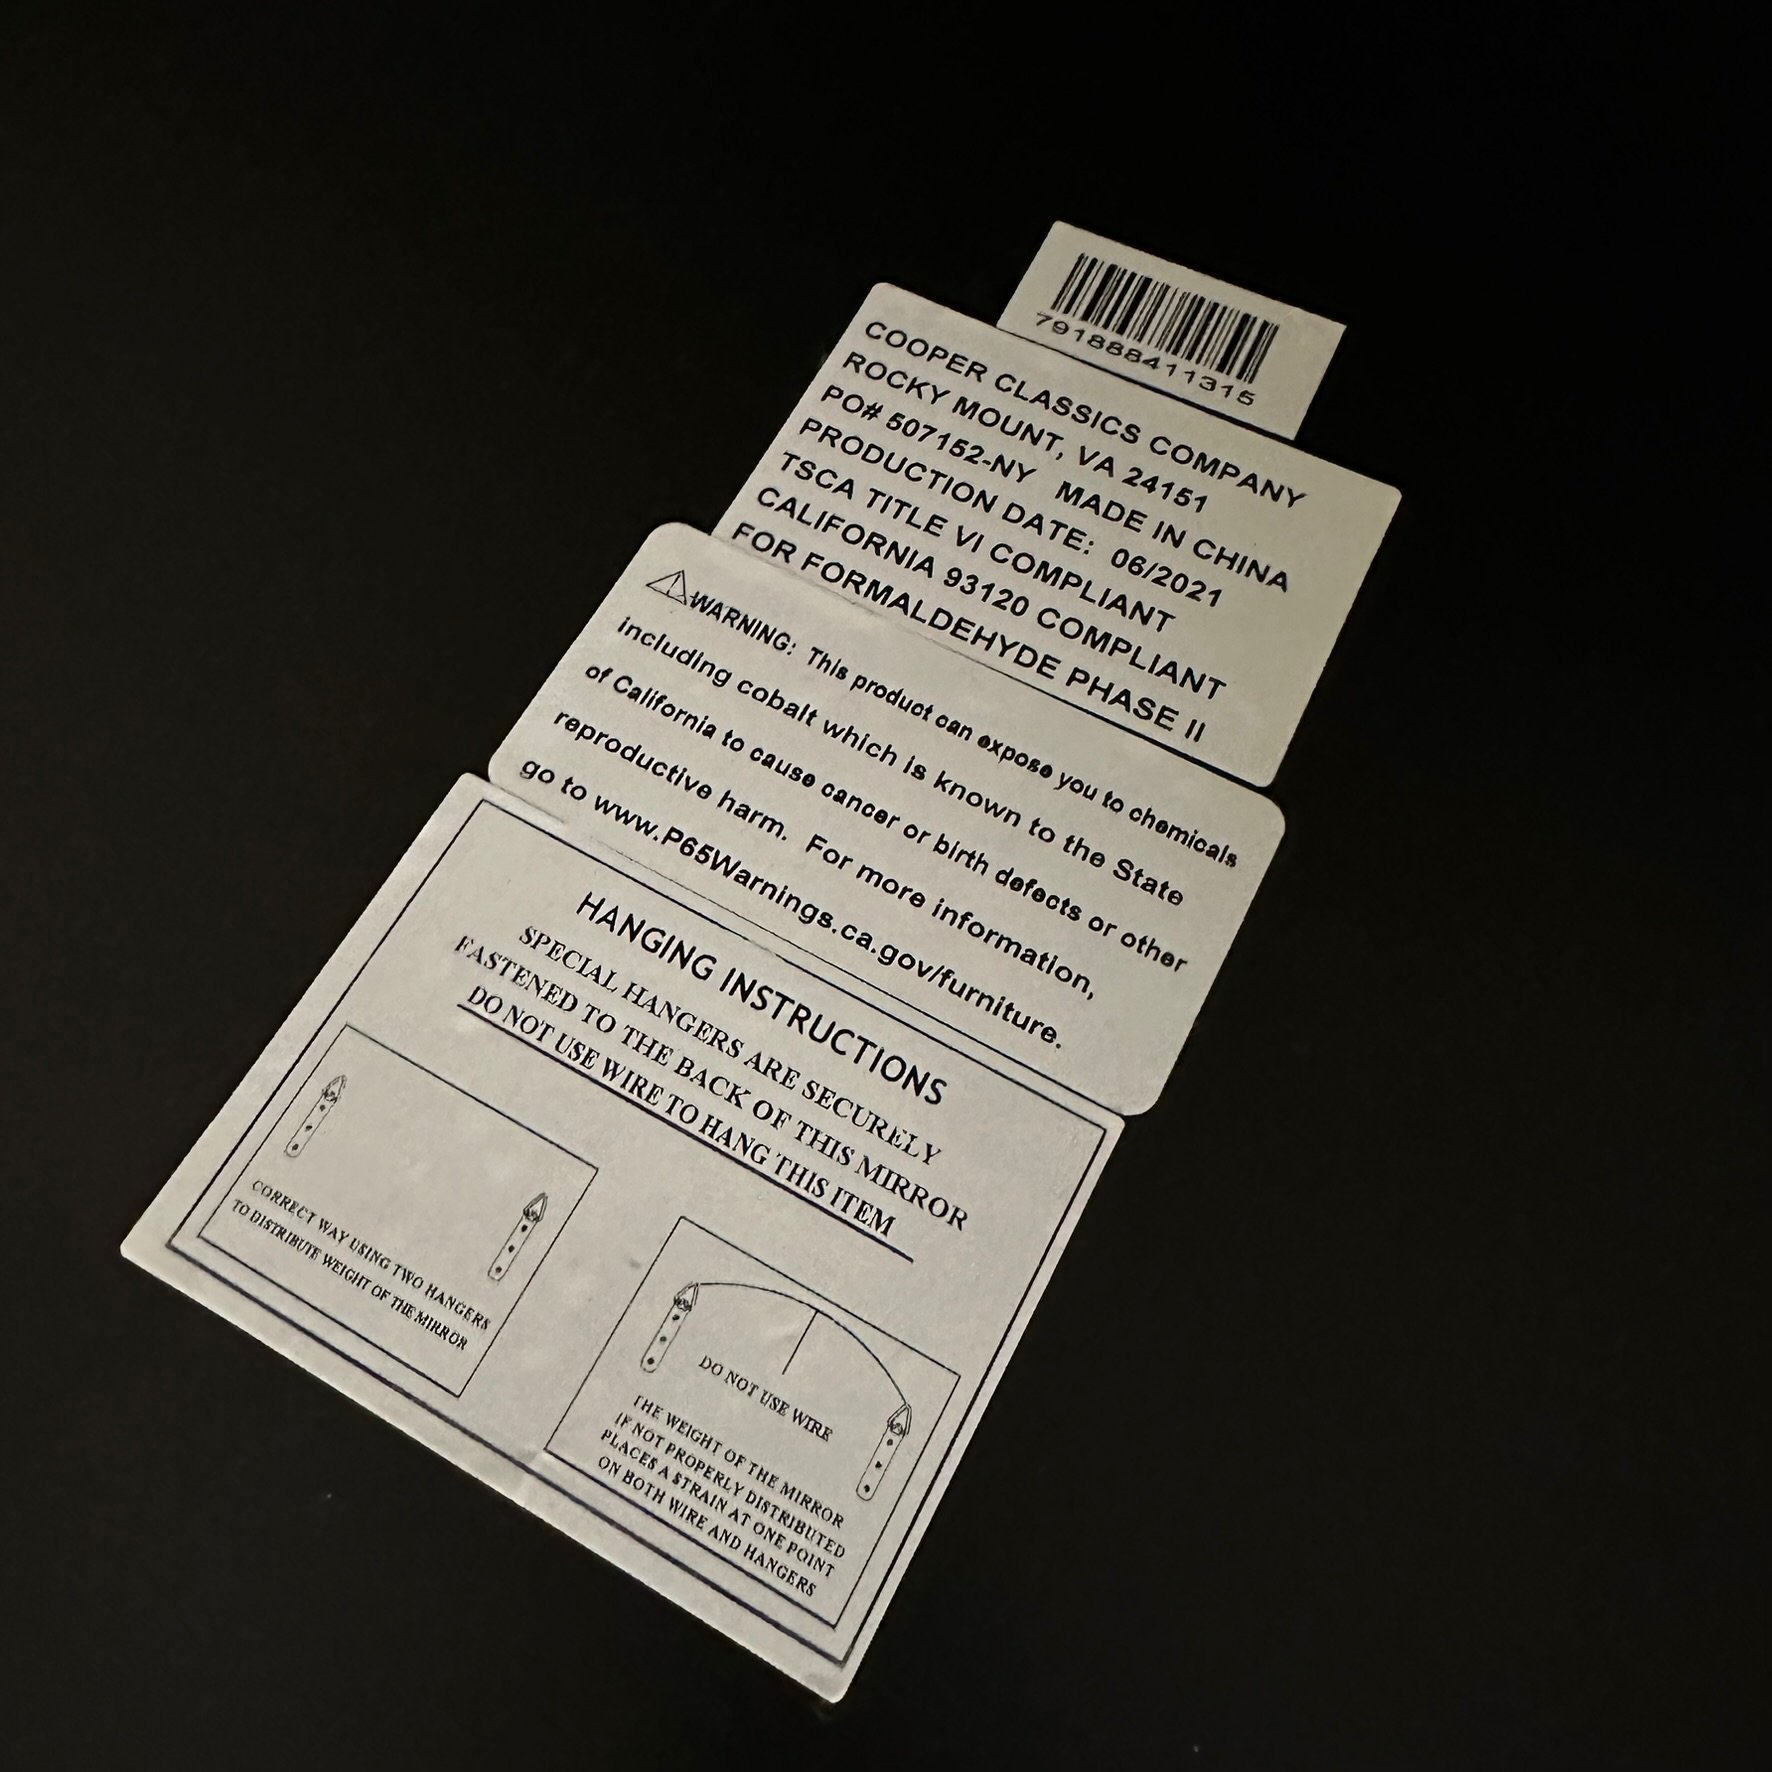 791888411315
COOPER CLASSICS COMPANY
ROCKY MOUNT, VA 24151
PO# 507152-NY MADE IN CHINA
PRODUCTION DATE: 06/2021
TSCA TITLE VI COMPLIANT
CALIFORNIA 93120 COMPLIANT
FOR FORMALDEHYDE PHASE II
WARNING: This product can expose you to chemicals
including cobalt which is known to the State
of California to cause cancer or birth defects or other
reproductive harm. For more information,
go to www.P65Warnings.ca.gov/furniture.
HANGING INSTRUCTIONS
SPECIAL HANGERS ARE SECURELY
FASTENED TO THE BACK OF THIS MIRROR
DO NOT USE WIRE TO HANG THIS ITEM
CORRECT WAY USING TWO HANGERS
TO DISTRIBUTE WEIGHT OF THE MIRROR
DO NOT USE WIRE
THE WEIGHT OF THE MIRROR
IF NOT PROPERLY DISTRIBUTED
PLACES A STRAIN AT ONE POINT
ON BOTH WIRE AND HANGERS